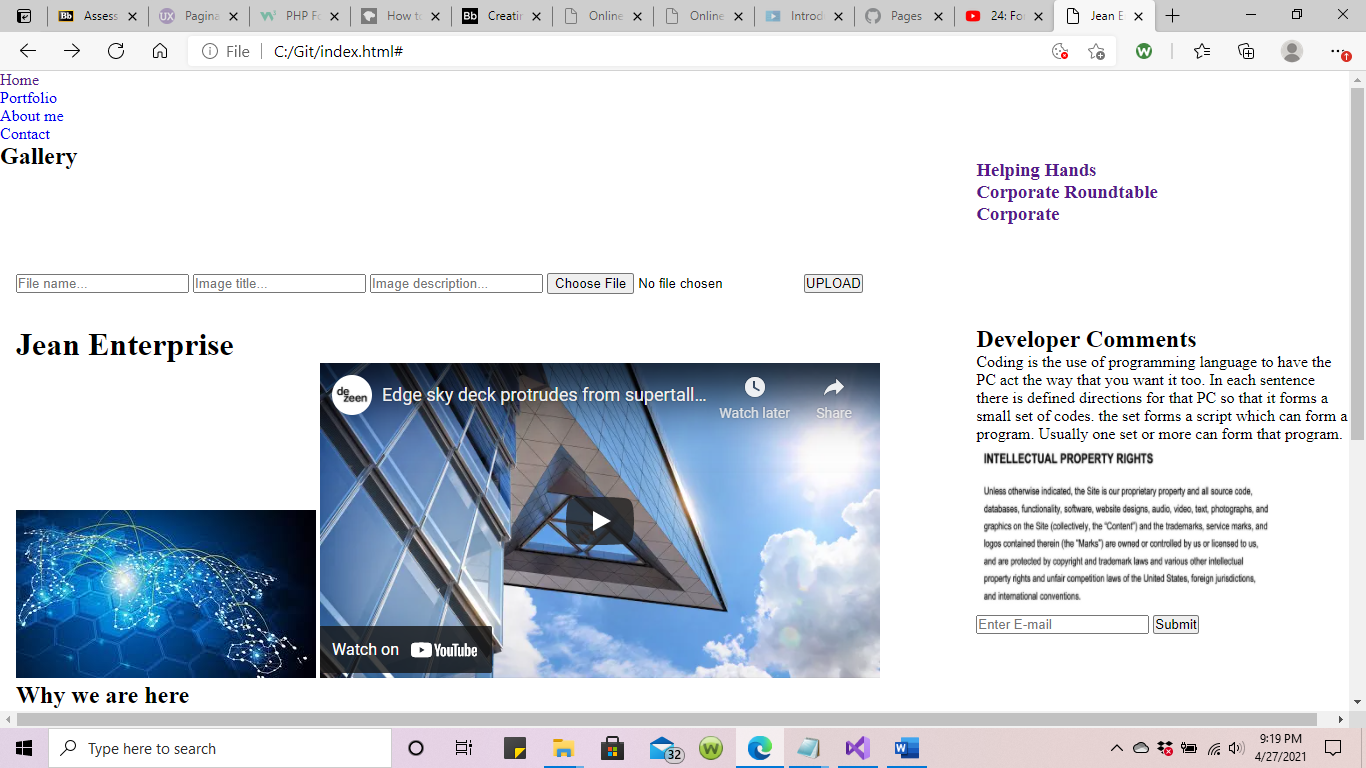 Assess
Pagina
PHP Fo
How to
Bb
Creatin
Online
Online
Introd
Pages
24: For
Jean E
File
C:/Git/index.html#
Home
Portfolio
About me
Contact
Gallery
Helping Hands
Corporate Roundtable
Corporate
File name... Image title... Image description... Choose File No file chosen UPLOAD
Jean Enterprise
de
zeen
Edge sky deck protrudes from supertall...
Watch later
Share
Watch on YouTube
Why we are here
Developer Comments
Coding is the use of programming language to have the
PC act the way that you want it too. In each sentence
there is defined directions for that PC so that it forms a
small set of codes. the set forms a script which can form a
program. Usually one set or more can form that program.
INTELLECTUAL PROPERTY RIGHTS
Unless otherwise indicated, the Site is our proprietary property and all source code,
databases, functionality, software, website designs, audio, video, text, photographs, and
graphics on the Site (collectively, the “Content”) and the trademarks, service marks, and
logos contained therein (the “Marks”) are owned or controlled by us or licensed to us,
and are protected by copyright and trademark laws and various other intellectual
property rights and unfair competition laws of the United States, foreign jurisdictions,
and international conventions.
Enter E-mail Submit
Type here to search
32
9:19 PM
4/27/2021